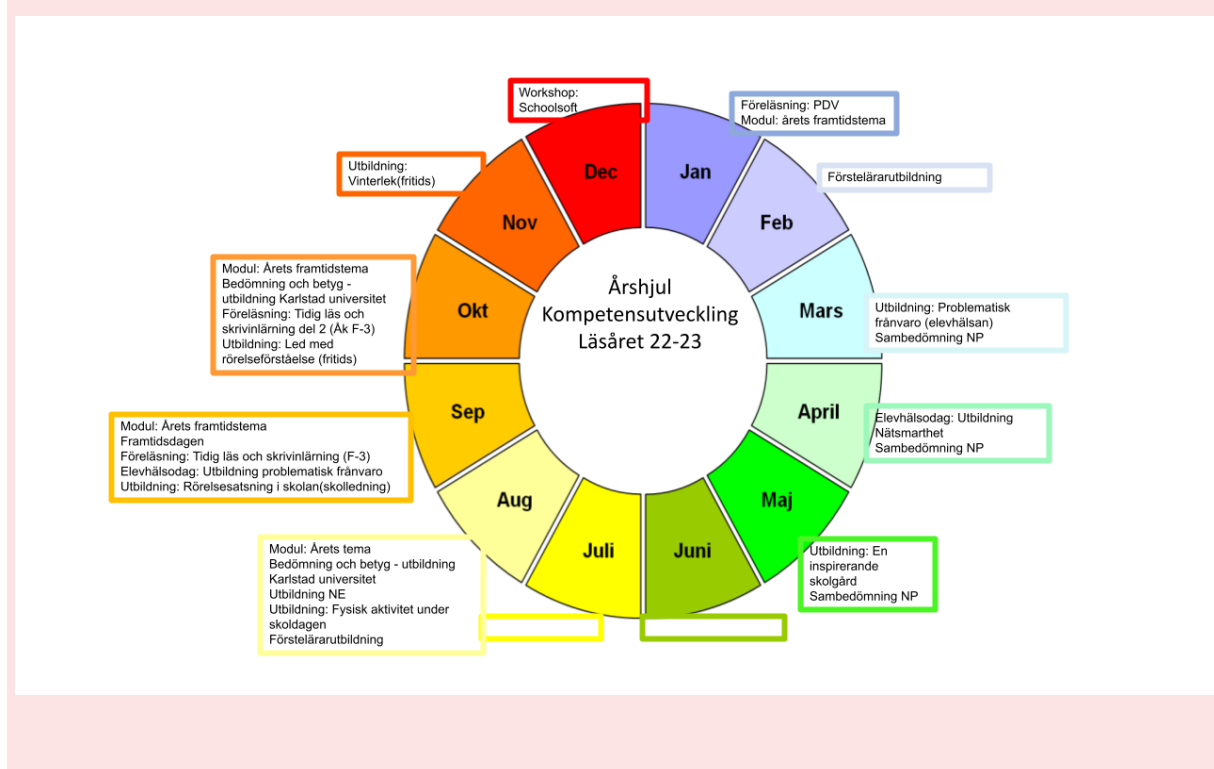 Årshjul
Kompetensutveckling
Läsåret 22-23
Jan
Föreläsning: PDV
Modul: årets framtidstema
Feb
Förstelärarutbildning
Mars
Utbildning: Problematisk
frånvaro (elevhälsan)
Sambedömning NP
April
Elevhälsodag: Utbildning
Nätsmarthet
Sambedömning NP
Maj
Utbildning: En
inspirerande
skolgård
Sambedömning NP
Juni
Juli
Aug
Modul: Årets tema
Bedömning och betyg - utbildning
Karlstad universitet
Utbildning NE
Utbildning: Fysisk aktivitet under
skoldagen
Förstelärarutbildning
Sep
Modul: Årets framtidstema
Framtidsdagen
Föreläsning: Tidig läs och skrivinlärning (F-3)
Elevhälsodag: Utbildning problematisk frånvaro
Utbildning: Rörelsesatsning i skolan(skolledning)
Okt
Modul: Årets framtidstema
Bedömning och betyg -
utbildning Karlstad universitet
Föreläsning: Tidig läs och
skrivinlärning del 2 (Åk F-3)
Utbildning: Led med
rörelseförståelse (fritids)
Nov
Utbildning:
Vinterlek(fritids)
Dec
Workshop:
Schoolsoft